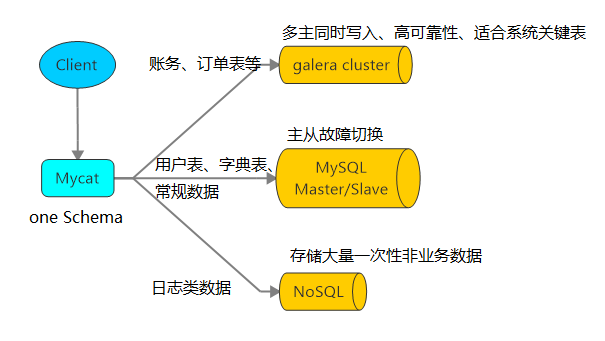 多主同时写入、高可靠性、适合系统关键表
Client
账务、订单表等
galera cluster
主从故障切换
用户表、字典表、
常规数据
MySQL
Master/Slave
Mycat
one Schema
存储大量一次性非业务数据
日志类数据
NoSQL